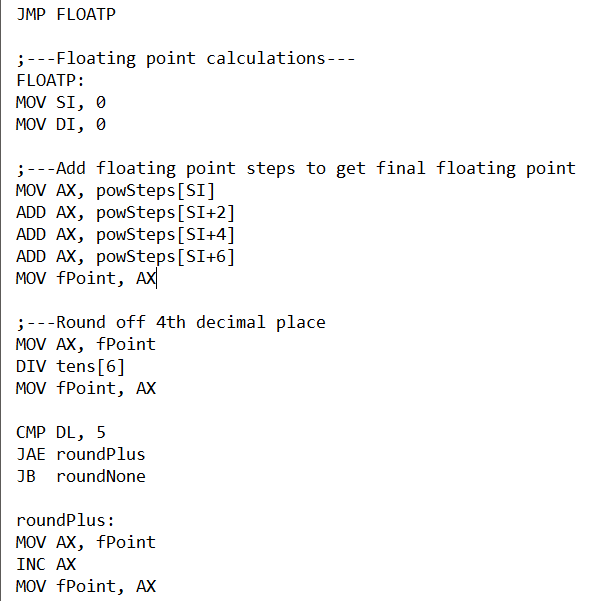 JMP FLOATP
;---Floating point calculations---
FLOATP:
MOV SI, 0
MOV DI, 0
;---Add floating point steps to get final floating point
MOV AX, powSteps[SI]
ADD AX, powSteps[SI+2]
ADD AX, powSteps[SI+4]
ADD AX, powSteps[SI+6]
MOV fPoint, AX
;---Round off 4th decimal place
MOV AX, fPoint
DIV tens[6]
MOV fPoint, AX
CMP DL, 5
JAE roundPlus
JB  roundNone
roundPlus:
MOV AX, fPoint
INC AX
MOV fPoint, AX